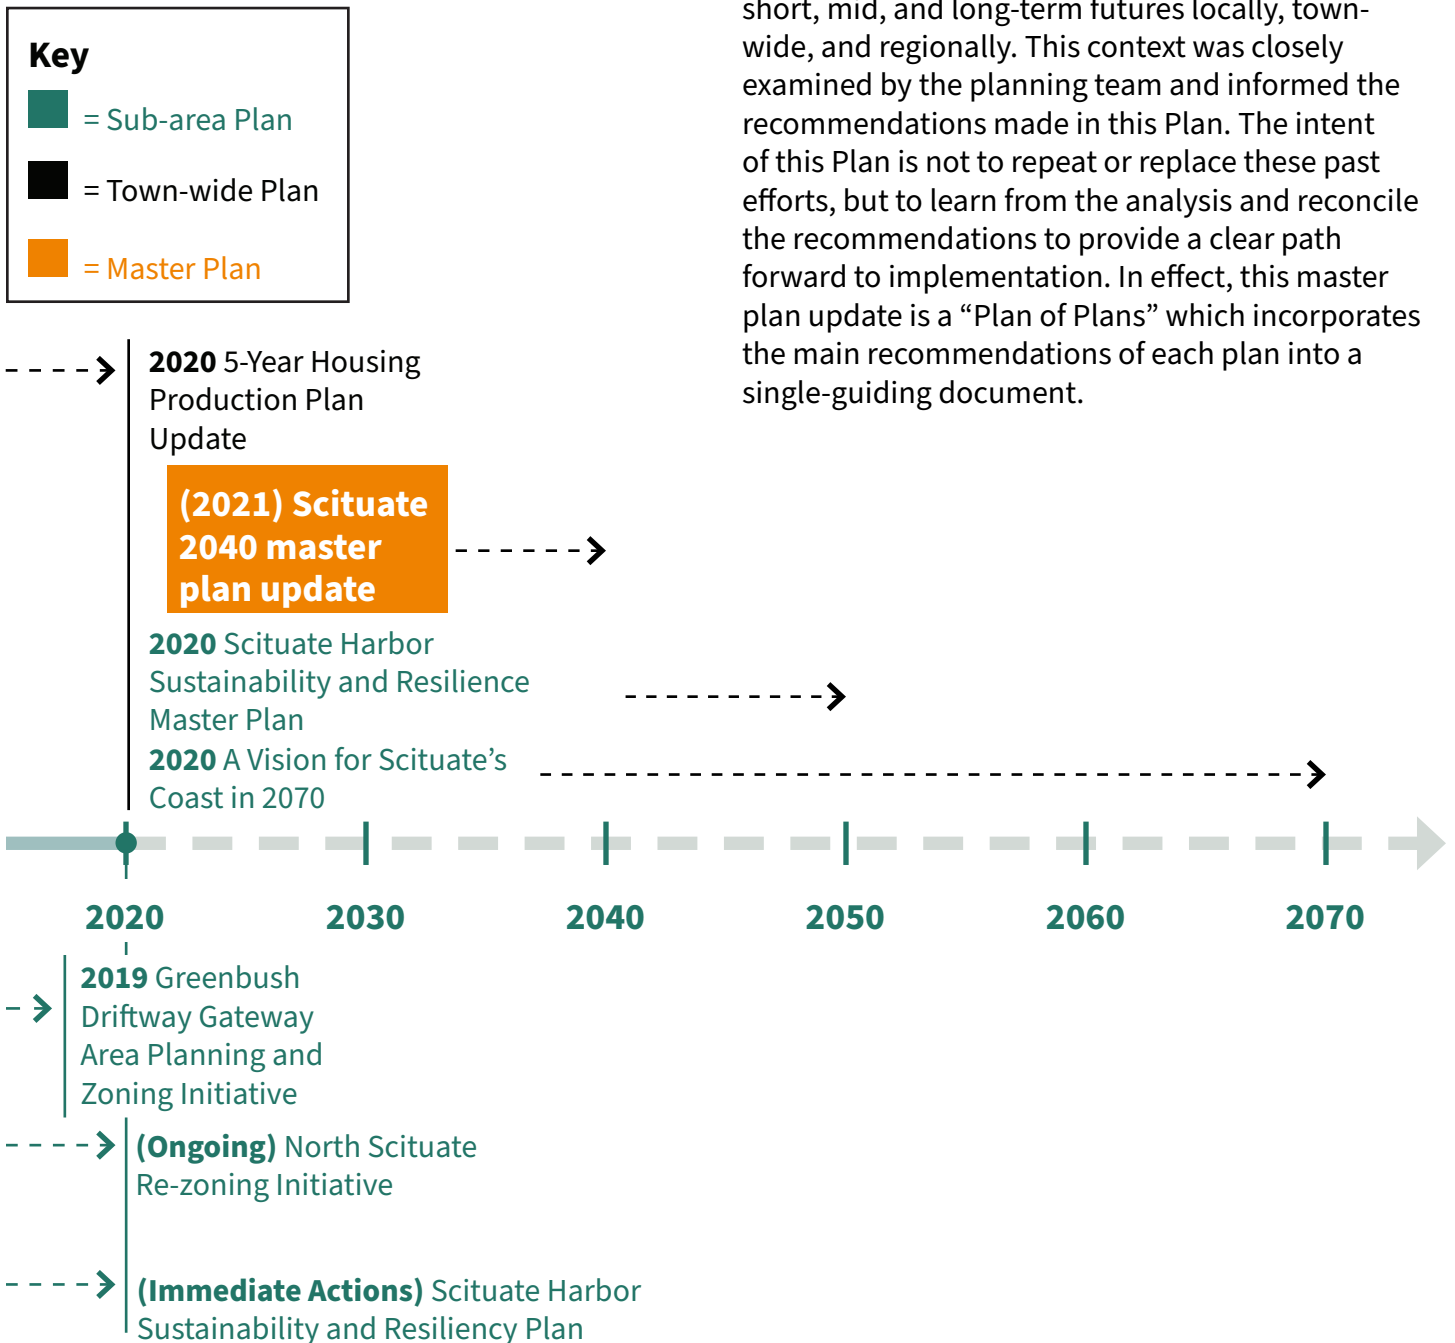 Key
= Sub-area Plan
= Town-wide Plan
= Master Plan
short, mid, and long-term futures locally, town-
wide, and regionally. This context was closely
examined by the planning team and informed the
recommendations made in this Plan. The intent
of this Plan is not to repeat or replace these past
efforts, but to learn from the analysis and reconcile
the recommendations to provide a clear path
forward to implementation. In effect, this master
plan update is a “Plan of Plans” which incorporates
the main recommendations of each plan into a
single-guiding document.
2020 5-Year Housing
Production Plan
Update
(2021) Scituate
2040 master
plan update
2020 Scituate Harbor
Sustainability and Resilience
Master Plan
2020 A Vision for Scituate’s
Coast in 2070
2020 2030 2040 2050 2060 2070
2019 Greenbush
Driftway Gateway
Area Planning and
Zoning Initiative
(Ongoing) North Scituate
Re-zoning Initiative
(Immediate Actions) Scituate Harbor
Sustainability and Resiliency Plan